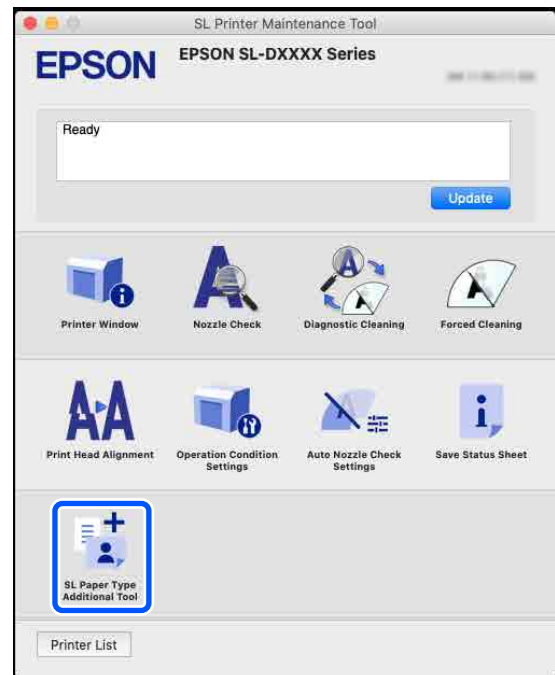 SL Printer Maintenance Tool
EPSON
EPSON SL-DXXXX Series
Ready
Update
Printer Window
Nozzle Check
Diagnostic Cleaning
Forced Cleaning
Print Head Alignment
Operation Condition
Settings
Auto Nozzle Check
Settings
Save Status Sheet
SL Paper Type
Additional Tool
Printer List